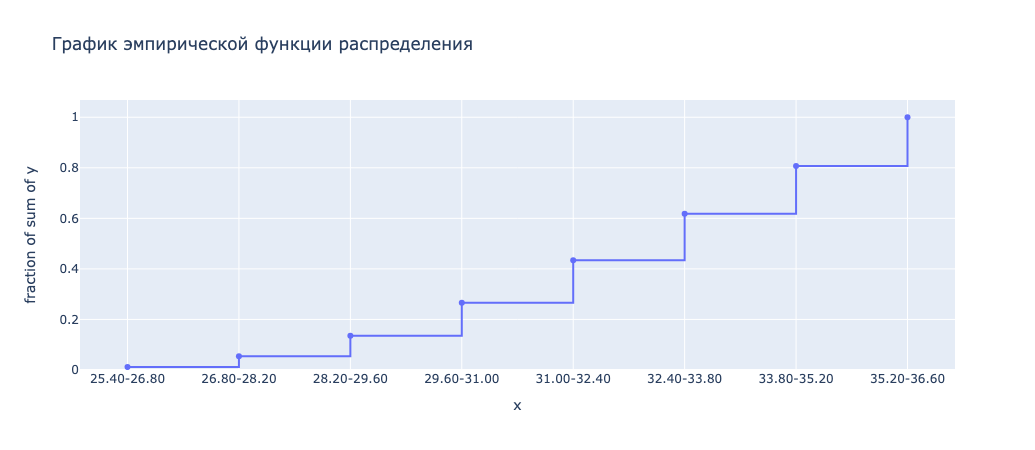 График эмпирической функции распределения
fraction of sum of y
1
0.8
0.6
0.4
0.2
0
25.40-26.80 26.80-28.20 28.20-29.60 29.60-31.00 31.00-32.40 32.40-33.80 33.80-35.20 35.20-36.60
x